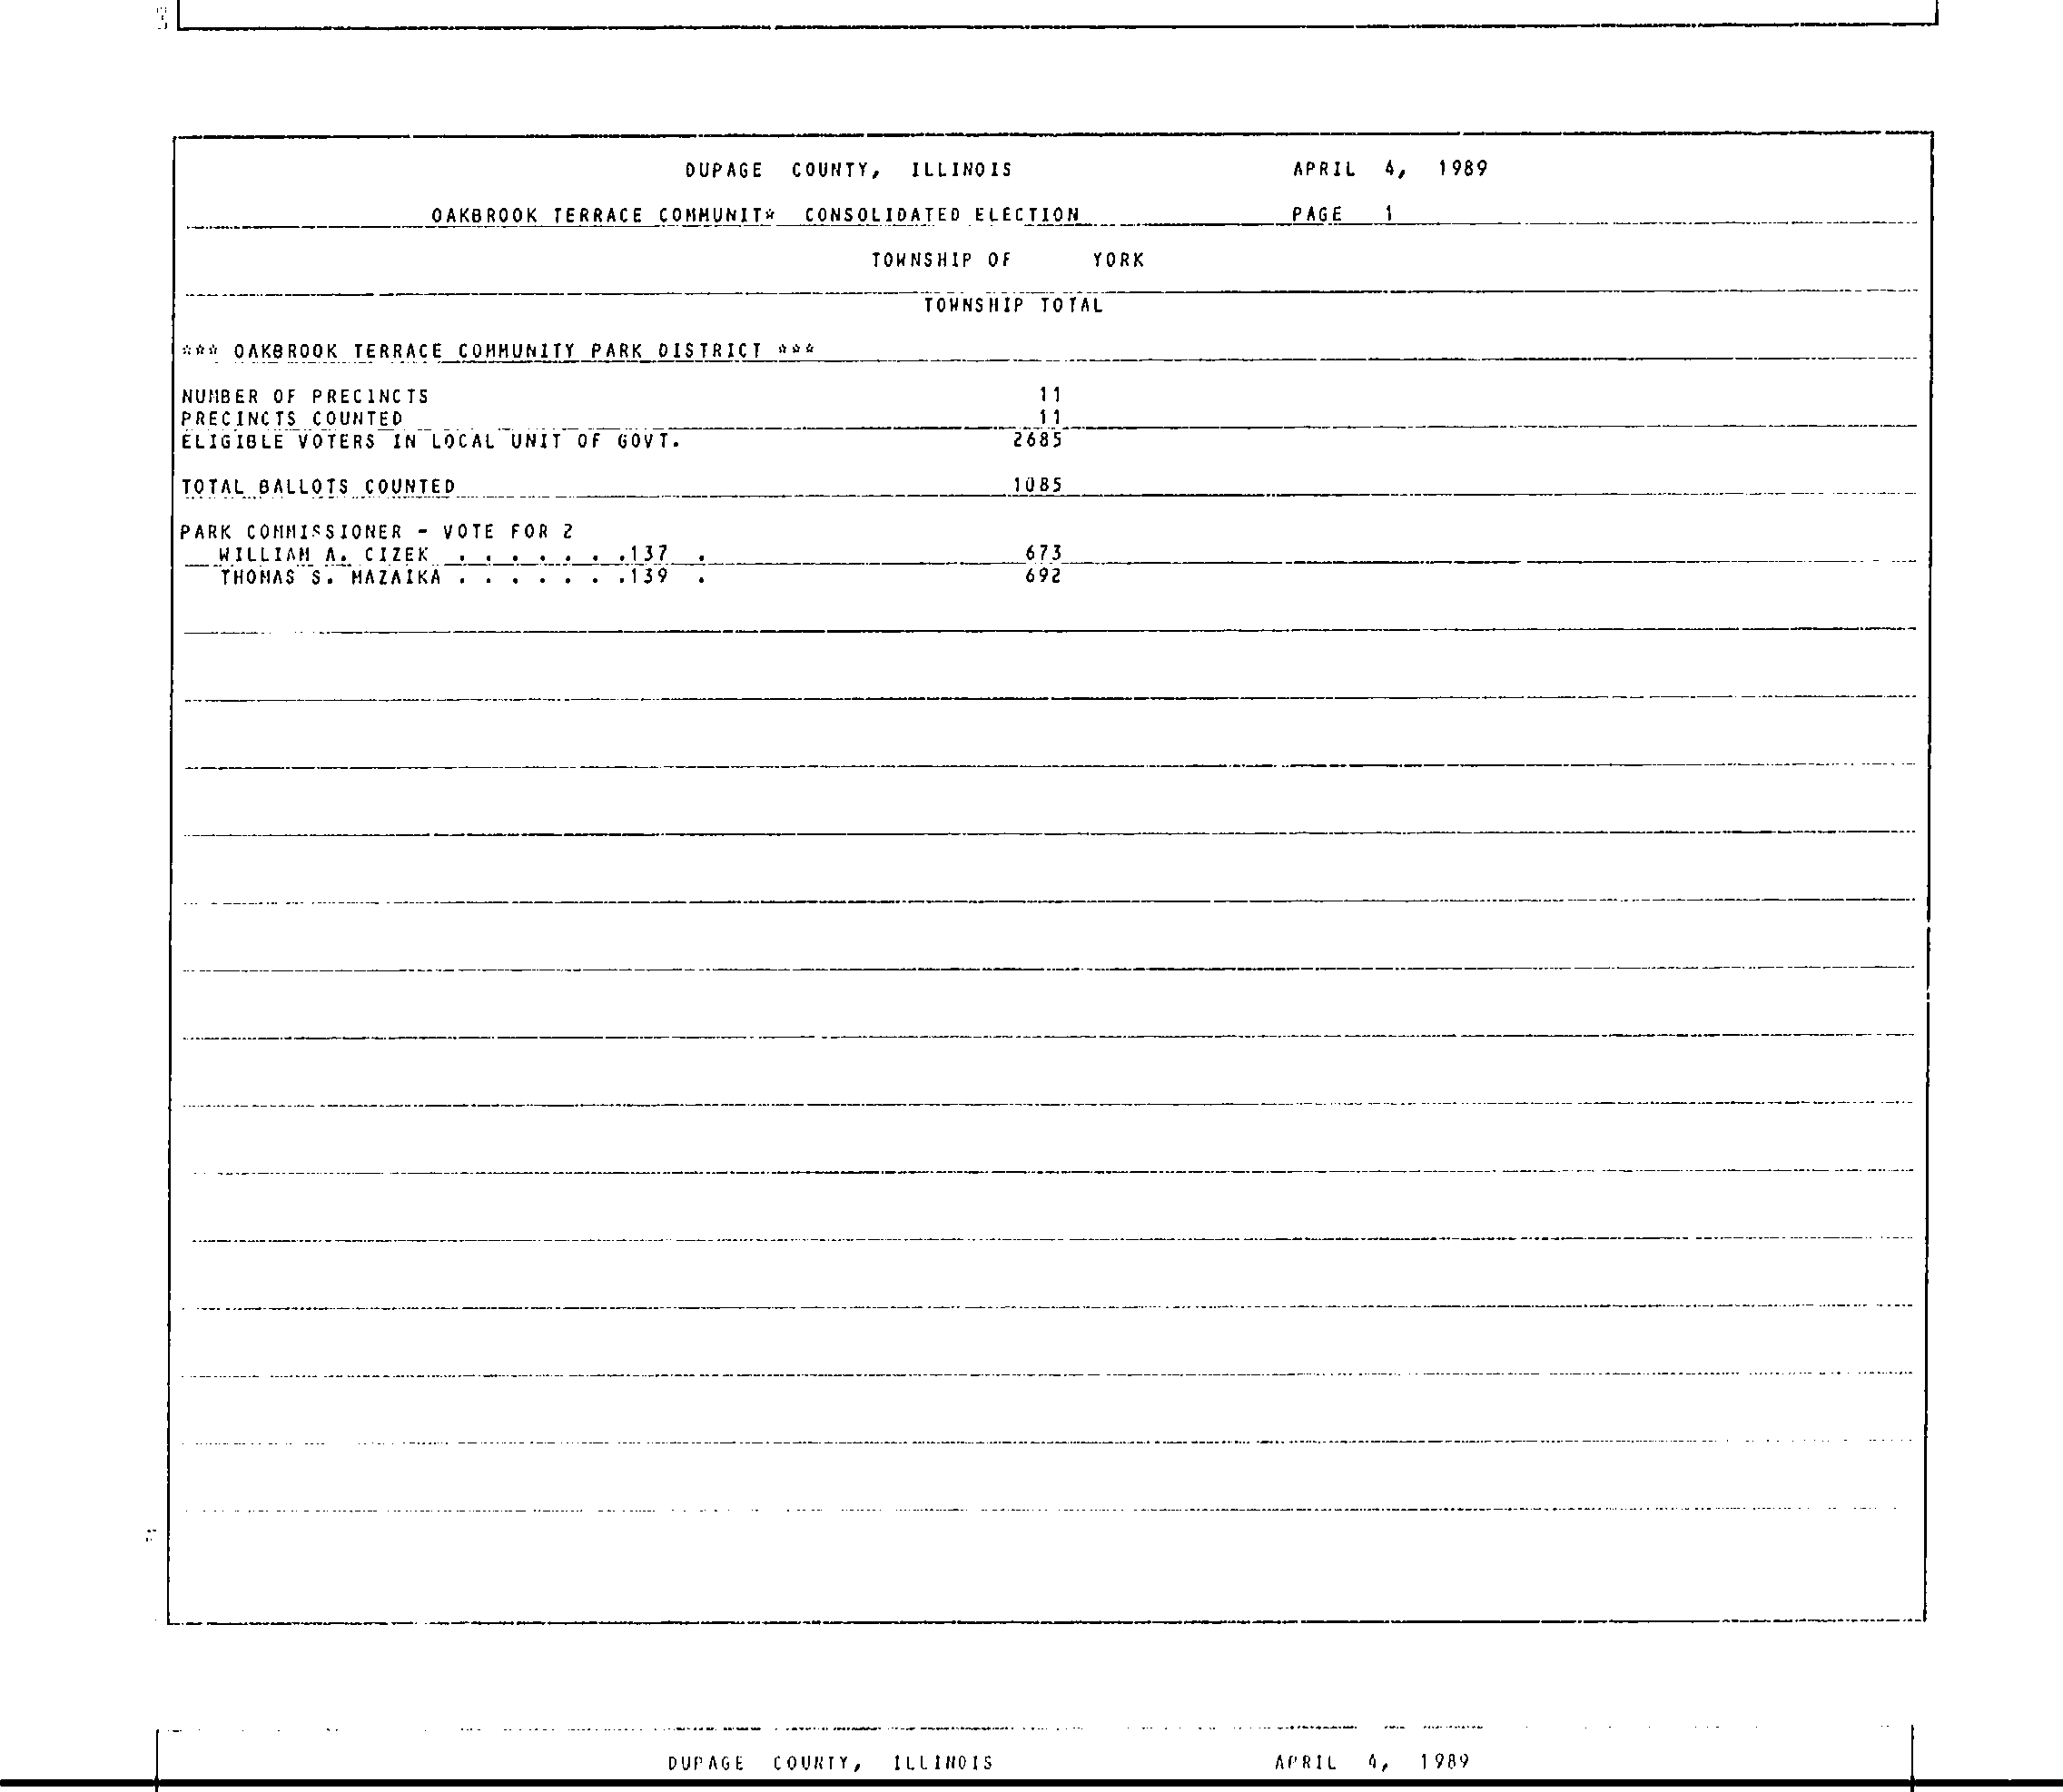 DUPAGE COUNTY, ILLINOIS APRIL 4, 1989
OAKBROOK TERRACE COMMUNIT* CONSOLIDATED ELECTION PAGE 1
TOWNSHIP OF YORK
TOWNSHIP TOTAL
*** OAKBROOK TERRACE COMMUNITY PARK DISTRICT ***
NUMBER OF PRECINCTS 11
PRECINCTS COUNTED 11
ELIGIBLE VOTERS IN LOCAL UNIT OF GOVT. 2685
TOTAL BALLOTS COUNTED 1085
PARK COMMISSIONER - VOTE FOR 2
WILLIAM A. CIZEK . . . . . . .137 . 673
THOMAS S. MAZAIKA . . . . . . .139 . 692
DUPAGE COUNTY, ILLINOIS APRIL 4, 1989